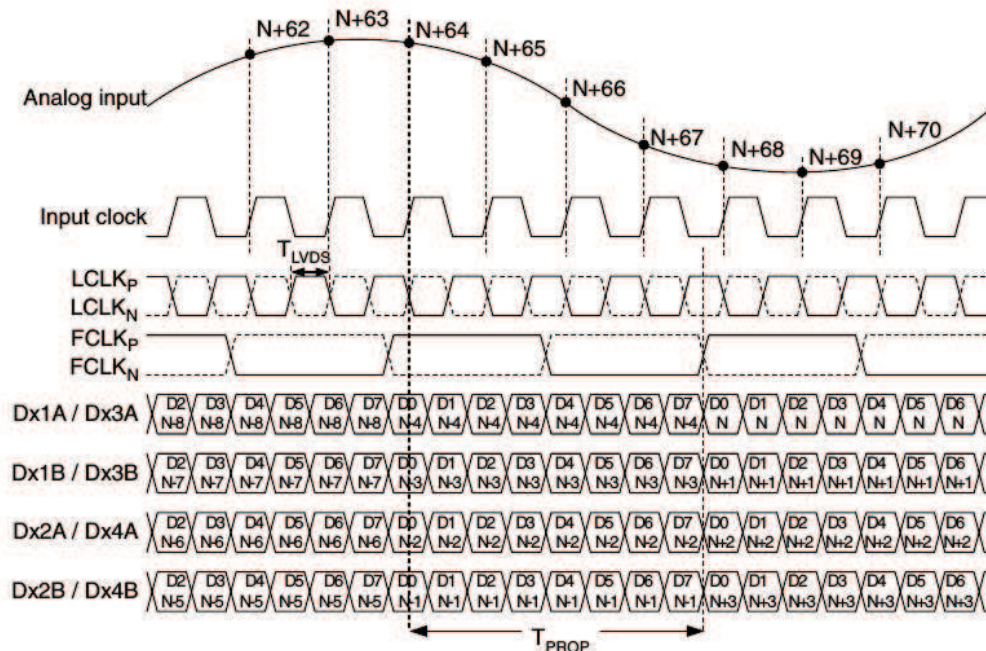 N+62 N+63 N+64 N+65 N+66 N+67 N+68 N+69 N+70
Analog input
Input clock
TLVDS
LCLKP
LCLKN
FCLKP
FCLKN
Dx1A / Dx3A D2 D3 D4 D5 D6 D7 D0 D1 D2 D3 D4 D5 D6 D7 D0 D1 D2 D3 D4 D5 D6
N-8 N-8 N-8 N-8 N-8 N-8 N-4 N-4 N-4 N-4 N-4 N-4 N-4 N-4 N N N N N N N
Dx1B / Dx3B D2 D3 D4 D5 D6 D7 D0 D1 D2 D3 D4 D5 D6 D7 D0 D1 D2 D3 D4 D5 D6
N-7 N-7 N-7 N-7 N-7 N-7 N-3 N-3 N-3 N-3 N-3 N-3 N-3 N-3 N+1 N+1 N+1 N+1 N+1 N+1 N+1
Dx2A / Dx4A D2 D3 D4 D5 D6 D7 D0 D1 D2 D3 D4 D5 D6 D7 D0 D1 D2 D3 D4 D5 D6
N-6 N-6 N-6 N-6 N-6 N-6 N-2 N-2 N-2 N-2 N-2 N-2 N-2 N-2 N+2 N+2 N+2 N+2 N+2 N+2 N+2
Dx2B / Dx4B D2 D3 D4 D5 D6 D7 D0 D1 D2 D3 D4 D5 D6 D7 D0 D1 D2 D3 D4 D5 D6
N-5 N-5 N-5 N-5 N-5 N-5 N-1 N-1 N-1 N-1 N-1 N-1 N-1 N-1 N+3 N+3 N+3 N+3 N+3 N+3 N+3
TPROP